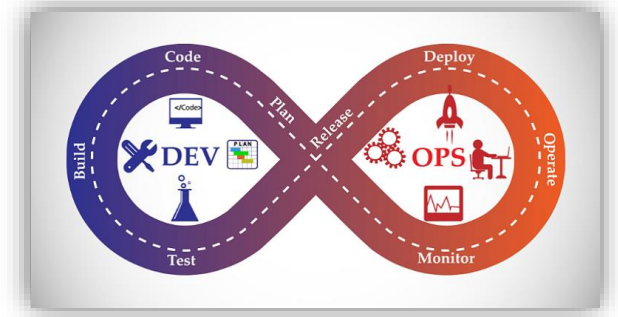 Code
Deploy
Plan
Release
</Code>
PLAN
Build
DEV
OPS
Operate
Test
Monitor